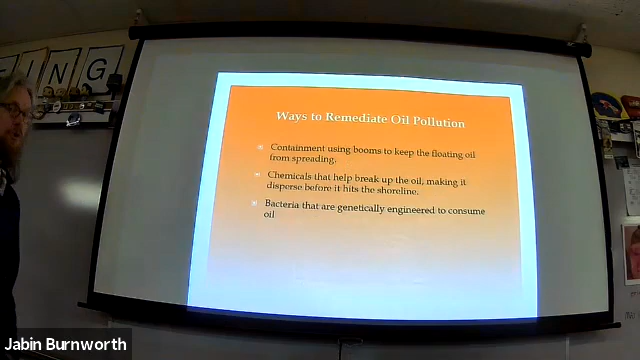 ING
Ways to Remediate Oil Pollution
Containment using booms to keep the floating oil
from spreading.
Chemicals that help break up the oil, making it
disperse before it hits the shoreline.
Bacteria that are genetically engineered to consume
oil
Jabin Burnworth